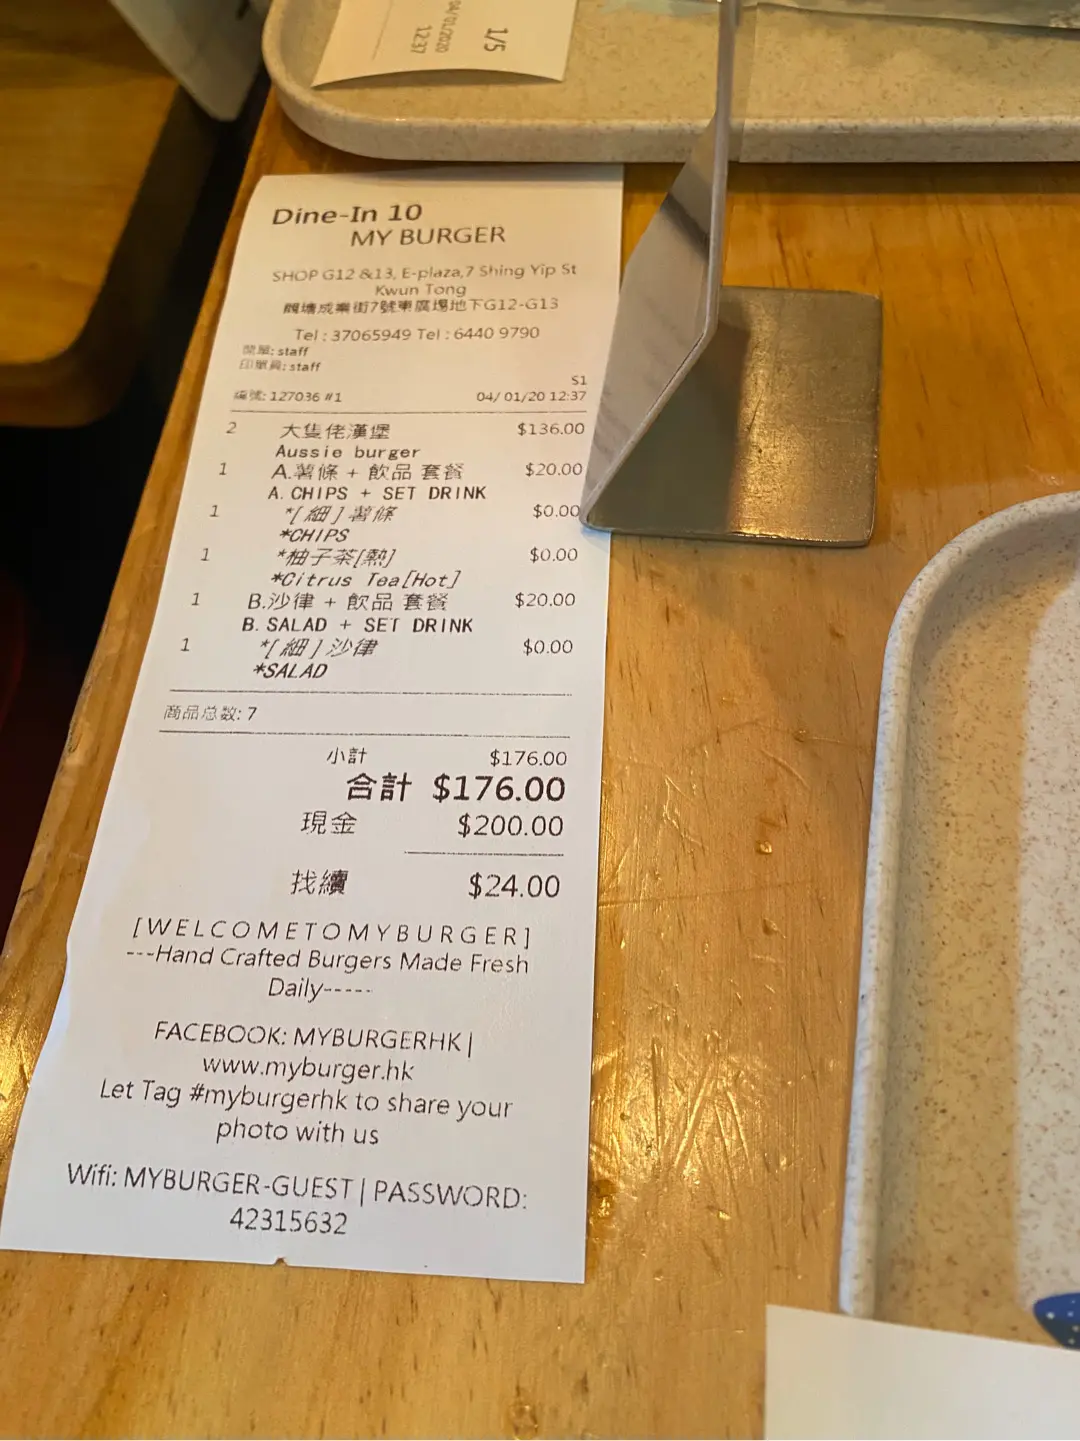 1/5
04/01/2020
12:37
Dine-In 10
MY BURGER
SHOP G12 &13, E-plaza,7 Shing Yip St
Kwun Tong
觀塘成業街7號東廣場地下G12-G13
Tel : 37065949 Tel : 6440 9790
開單: staff
印單員: staff
S1
編號: 127036 #1 04/ 01/20 12:37
2 大隻佬漢堡 $136.00
Aussie burger
1 A.薯條 + 飲品 套餐 $20.00
A. CHIPS + SET DRINK
1 *[ 細 ] 薯條 $0.00
*CHIPS
1 *柚子茶[熱] $0.00
*Citrus Tea[Hot]
1 B.沙律 + 飲品 套餐 $20.00
B. SALAD + SET DRINK
1 *[ 細 ] 沙律 $0.00
*SALAD
商品总数: 7
小計 $176.00
合計 $176.00
現金 $200.00
找續 $24.00
[WELCOMETOMYBURGER]
---Hand Crafted Burgers Made Fresh
Daily-----
FACEBOOK: MYBURGERHK |
www.myburger.hk
Let Tag #myburgerhk to share your
photo with us
Wifi: MYBURGER-GUEST | PASSWORD:
42315632